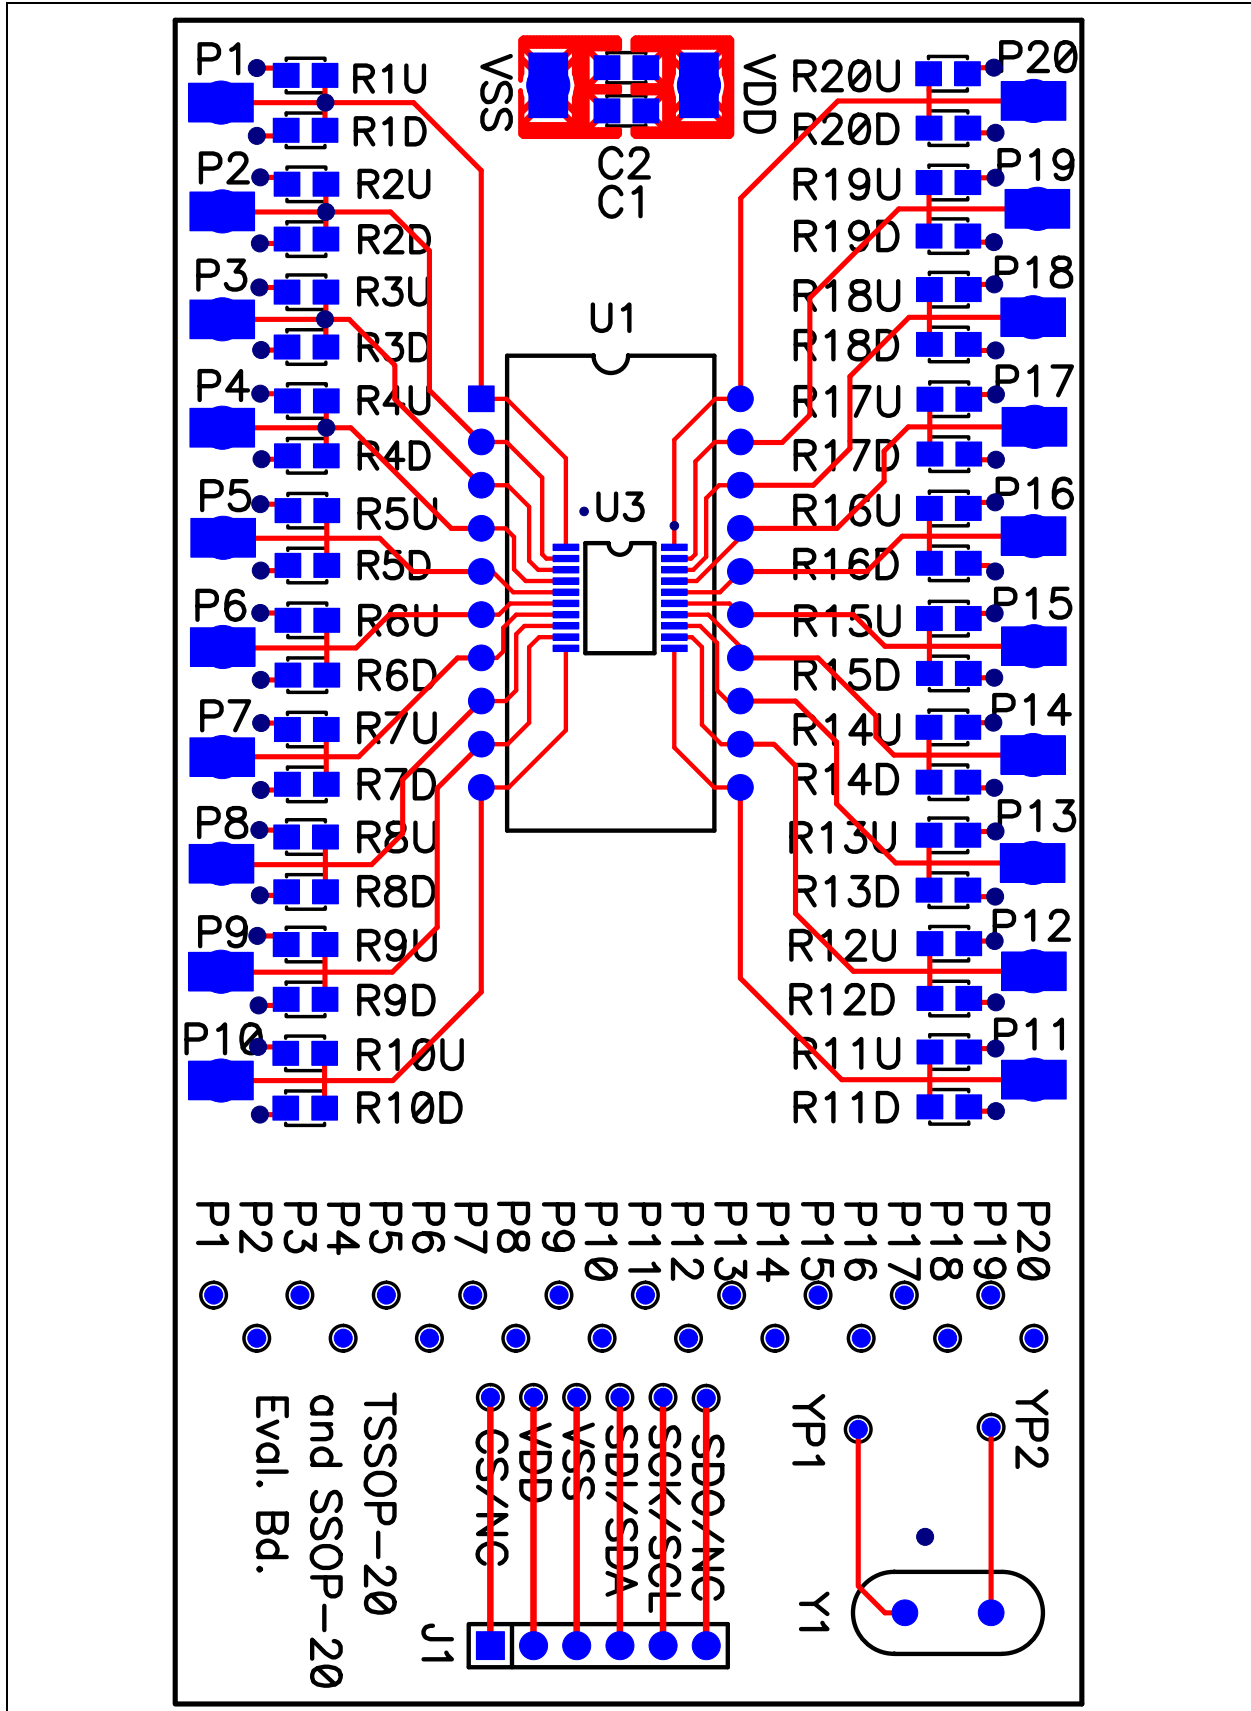 P1
R1U
R1D
P2
R2U
R2D
P3
R3U
R3D
P4
R4U
R4D
P5
R5U
R5D
P6
R6U
R6D
P7
R7U
R7D
P8
R8U
R8D
P9
R9U
R9D
P10
R10U
R10D
VSS
VDD
C2
C1
U1
U3
R20U
P20
R20D
R19U
P19
R19D
R18U
P18
R18D
R17U
P17
R17D
R16U
P16
R16D
R15U
P15
R15D
R14U
P14
R14D
R13U
P13
R13D
R12U
P12
R12D
R11U
P11
R11D
P1
P2
P3
P4
P5
P6
P7
P8
P9
P10
P11
P12
P13
P14
P15
P16
P17
P18
P19
P20
TSSOP-20
and SSOP-20
Eval. Bd.
CS/NC
VDD
VSS
SDI/SDA
SCK/SCL
SDO/NC
J1
YP1
YP2
Y1